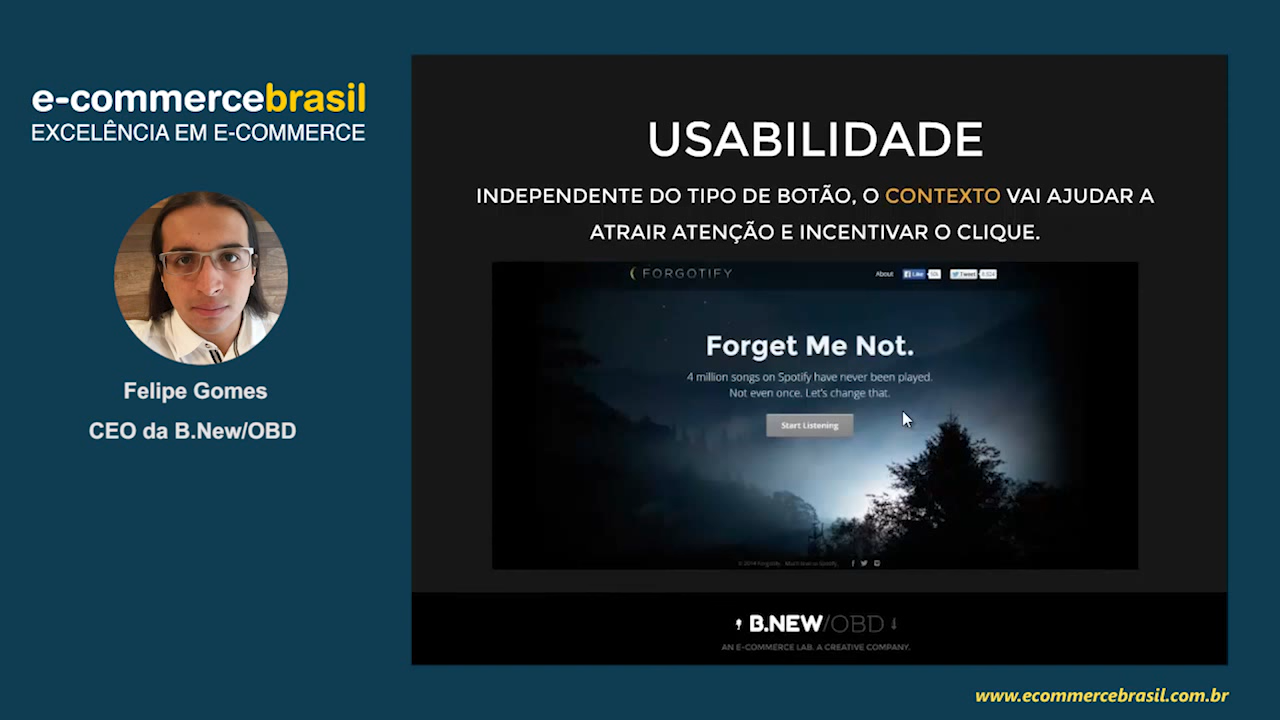 e-commercebrasil
EXCELÊNCIA EM E-COMMERCE
Felipe Gomes
CEO da B.New/OBD
USABILIDADE
INDEPENDENTE DO TIPO DE BOTÃO, O CONTEXTO VAI AJUDAR A
ATRAIR ATENÇÃO E INCENTIVAR O CLIQUE.
FORGOTIFY
About
Like
Tweet
Forget Me Not.
4 million songs on Spotify have never been played.
Not even once. Let's change that.
Start Listening
B.NEW/OBD
AN E-COMMERCE LAB. A CREATIVE COMPANY.
www.ecommercebrasil.com.br